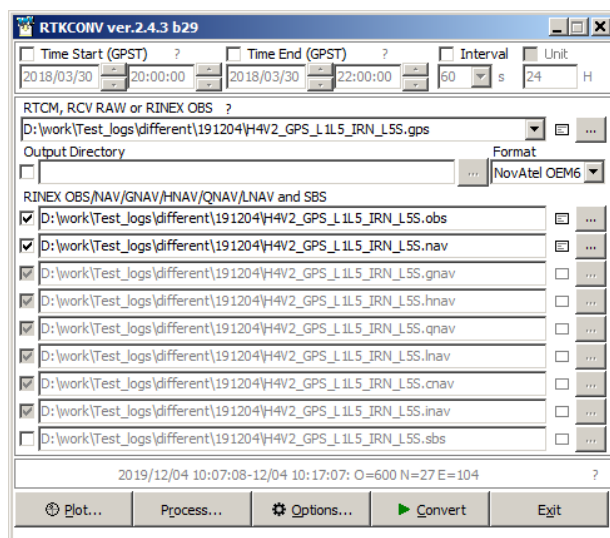 RTKCONV ver.2.4.3 b29
Time Start (GPST) ? Time End (GPST) ? Interval Unit
2018/03/30 20:00:00 2018/03/30 22:00:00 60 s 24 H
RTCM, RCV RAW or RINEX OBS ?
D:\work\Test_logs\different\191204\H4V2_GPS_L1L5_IRN_L5S.gps ...
Output Directory Format
... NovAtel OEM6
RINEX OBS/NAV/GNAV/HNAV/QNAV/LNAV and SBS
D:\work\Test_logs\different\191204\H4V2_GPS_L1L5_IRN_L5S.obs ...
D:\work\Test_logs\different\191204\H4V2_GPS_L1L5_IRN_L5S.nav ...
D:\work\Test_logs\different\191204\H4V2_GPS_L1L5_IRN_L5S.gnav ...
D:\work\Test_logs\different\191204\H4V2_GPS_L1L5_IRN_L5S.hnav ...
D:\work\Test_logs\different\191204\H4V2_GPS_L1L5_IRN_L5S.qnav ...
D:\work\Test_logs\different\191204\H4V2_GPS_L1L5_IRN_L5S.lnav ...
D:\work\Test_logs\different\191204\H4V2_GPS_L1L5_IRN_L5S.cnav ...
D:\work\Test_logs\different\191204\H4V2_GPS_L1L5_IRN_L5S.inav ...
D:\work\Test_logs\different\191204\H4V2_GPS_L1L5_IRN_L5S.sbs ...
2019/12/04 10:07:08-12/04 10:17:07: O=600 N=27 E=104 ?
Plot... Process... Options... Convert Exit